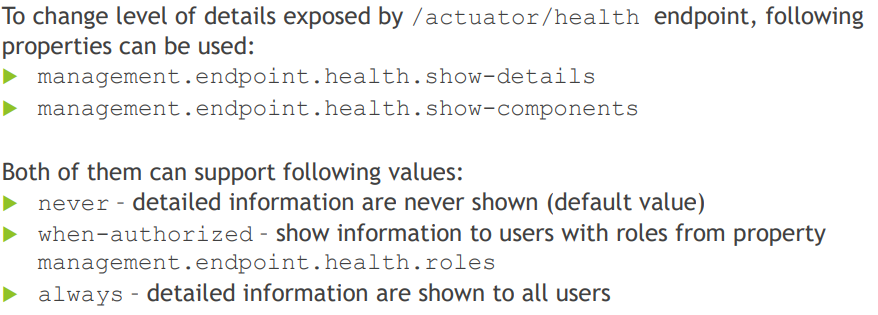 To change level of details exposed by /actuator/health endpoint, following
properties can be used:
management.endpoint.health.show-details
management.endpoint.health.show-components
Both of them can support following values:
never - detailed information are never shown (default value)
when-authorized - show information to users with roles from property
management.endpoint.health.roles
always - detailed information are shown to all users